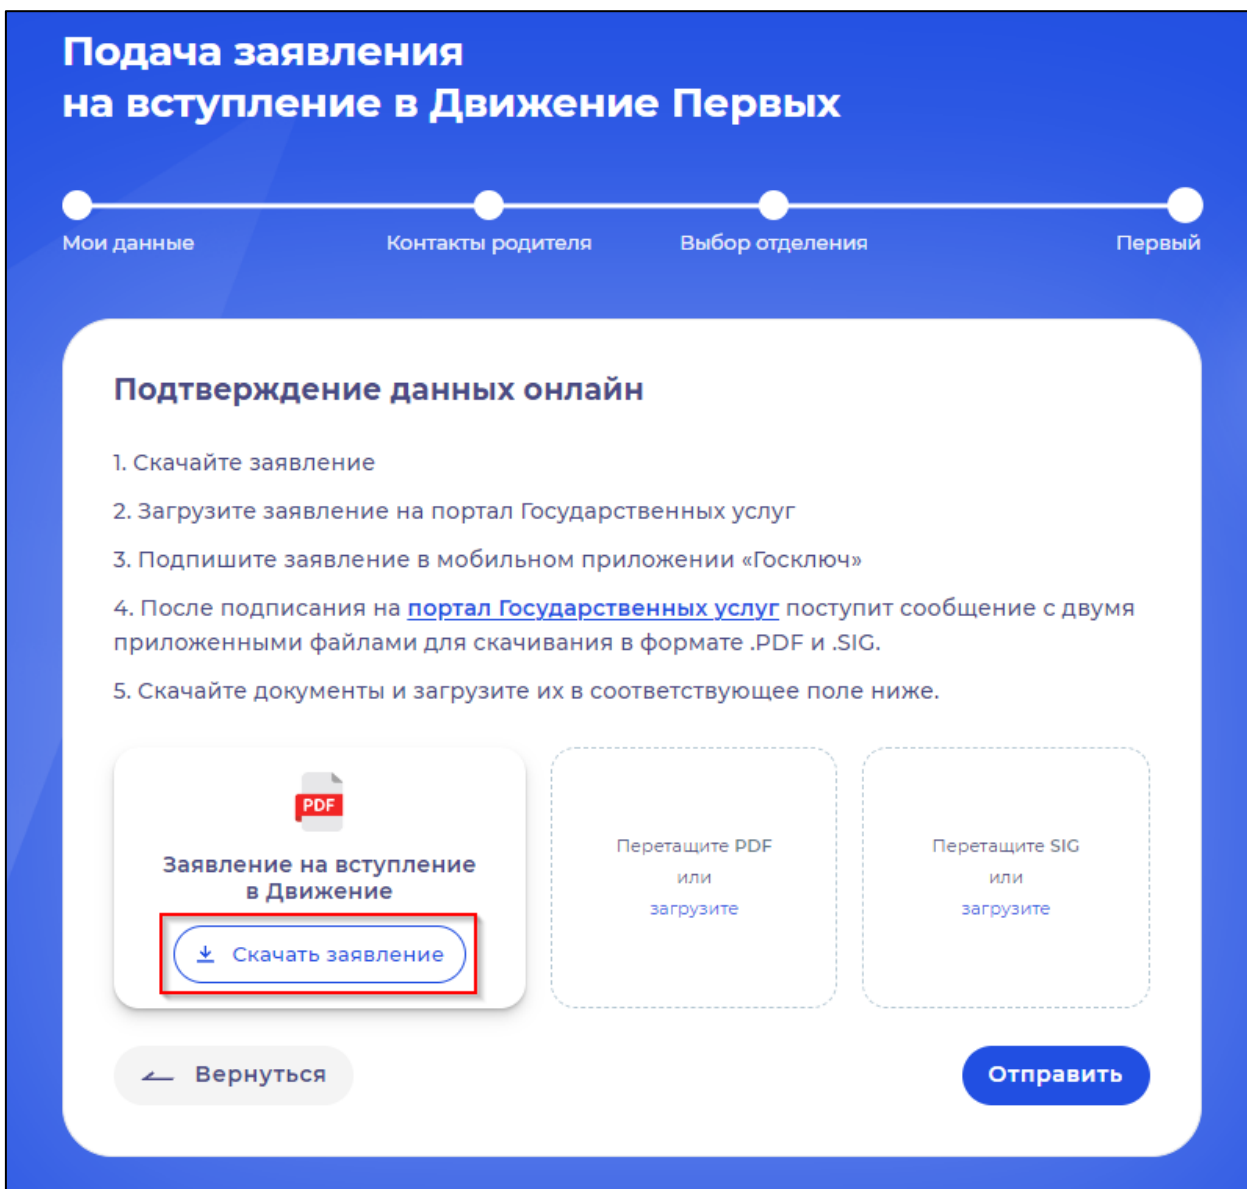 Подача заявления
на вступление в Движение Первых
Мои данные
Контакты родителя
Выбор отделения
Первый
Подтверждение данных онлайн
1. Скачайте заявление
2. Загрузите заявление на портал Государственных услуг
3. Подпишите заявление в мобильном приложении «Госключ»
4. После подписания на портал Государственных услуг поступит сообщение с двумя
приложенными файлами для скачивания в формате .PDF и .SIG.
5. Скачайте документы и загрузите их в соответствующее поле ниже.
PDF
Заявление на вступление
в Движение
Скачать заявление
Перетащите PDF
или
загрузите
Перетащите SIG
или
загрузите
Вернуться
Отправить